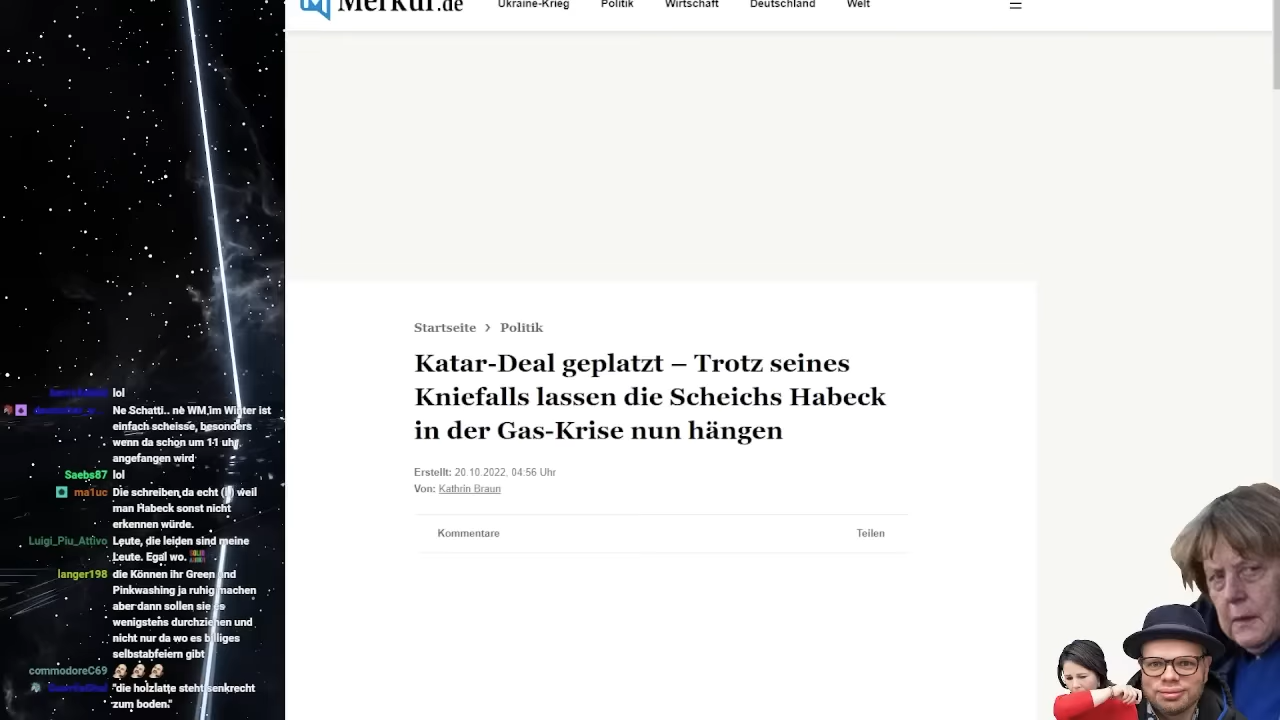 Merkur.de
Ukraine-Krieg Politik Wirtschaft Deutschland Welt
Startseite › Politik
Katar-Deal geplatzt – Trotz seines
Kniefalls lassen die Scheichs Habeck
in der Gas-Krise nun hängen
Erstellt: 20.10.2022, 04:56 Uhr
Von: Kathrin Braun
Kommentare Teilen
lol
Ne Schatti.. ne WM im Winter ist
einfach scheisse, besonders
wenn da schon um 11 uhr
angefangen wird
Saebs87 lol
ma1uc Die schreiben da echt (l.) weil
man Habeck sonst nicht
erkennen würde.
Luigi_Piu_Attivo Leute, die leiden sind meine
Leute. Egal wo.
langer198 die Können ihr Green und
Pinkwashing ja ruhig machen
aber dann sollen sie es
wenigstens durchziehen und
nicht nur da wo es billiges
selbstabfeiern gibt
commodoreC69
"die holzlatte steht senkrecht
zum boden."